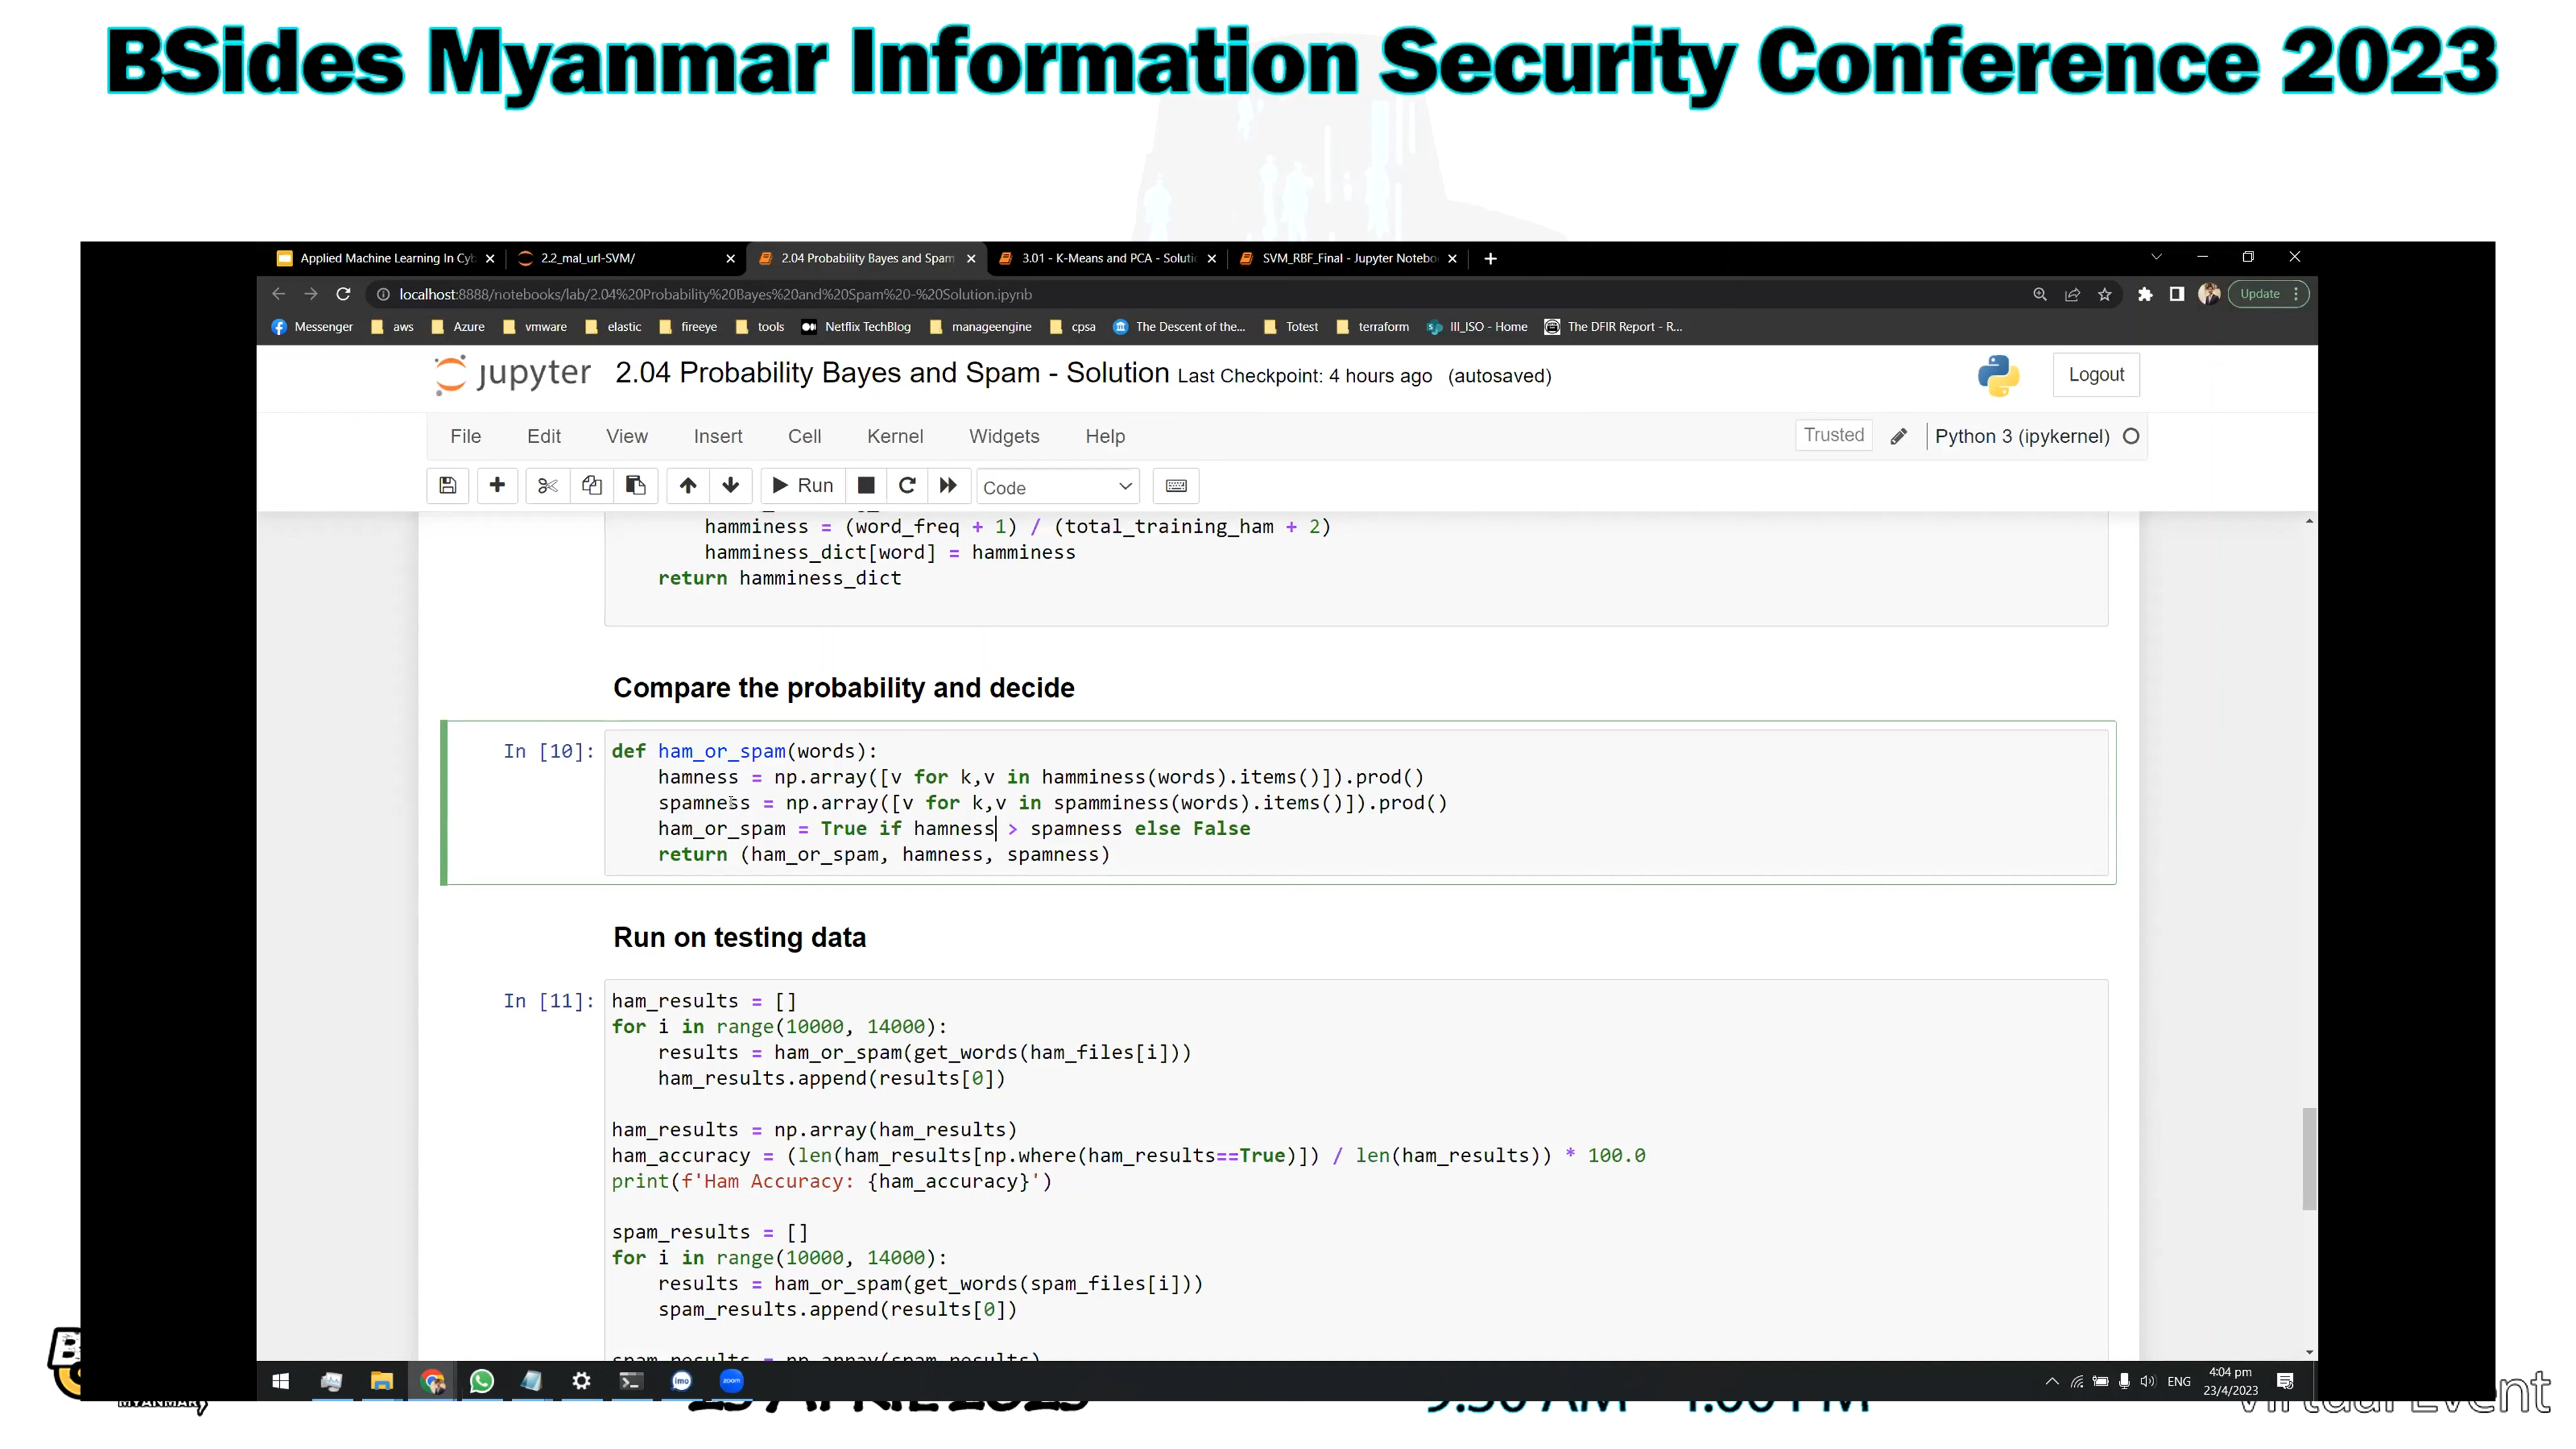 BSides Myanmar Information Security Conference 2023
Applied Machine Learning In Cyb
2.2_mal_url-SVM/
2.04 Probability Bayes and Spam
3.01 - K-Means and PCA - Soluti
SVM_RBF_Final - Jupyter Notebo
localhost:8888/notebooks/lab/2.04%20Probability%20Bayes%20and%20Spam%20-%20Solution.ipynb
Update
Messenger aws Azure vmware elastic fireeye tools Netflix TechBlog manageengine cpsa The Descent of the... Totest terraform III_ISO - Home The DFIR Report - R...
jupyter 2.04 Probability Bayes and Spam - Solution Last Checkpoint: 4 hours ago (autosaved)
Logout
File Edit View Insert Cell Kernel Widgets Help
Trusted Python 3 (ipykernel)
Run Code
hamminess = (word_freq + 1) / (total_training_ham + 2)
hamminess_dict[word] = hamminess
return hamminess_dict
Compare the probability and decide
In [10]: def ham_or_spam(words):
hamness = np.array([v for k,v in hamminess(words).items()]).prod()
spamness = np.array([v for k,v in spamminess(words).items()]).prod()
ham_or_spam = True if hamness > spamness else False
return (ham_or_spam, hamness, spamness)
Run on testing data
In [11]: ham_results = []
for i in range(10000, 14000):
results = ham_or_spam(get_words(ham_files[i]))
ham_results.append(results[0])
ham_results = np.array(ham_results)
ham_accuracy = (len(ham_results[np.where(ham_results==True)]) / len(ham_results)) * 100.0
print(f'Ham Accuracy: {ham_accuracy}')
spam_results = []
for i in range(10000, 14000):
results = ham_or_spam(get_words(spam_files[i]))
spam_results.append(results[0])
spam_results = np.array(spam_results)
imo
zoom
ENG
4:04 pm
23/4/2023
MYANMAR
Virtual Event